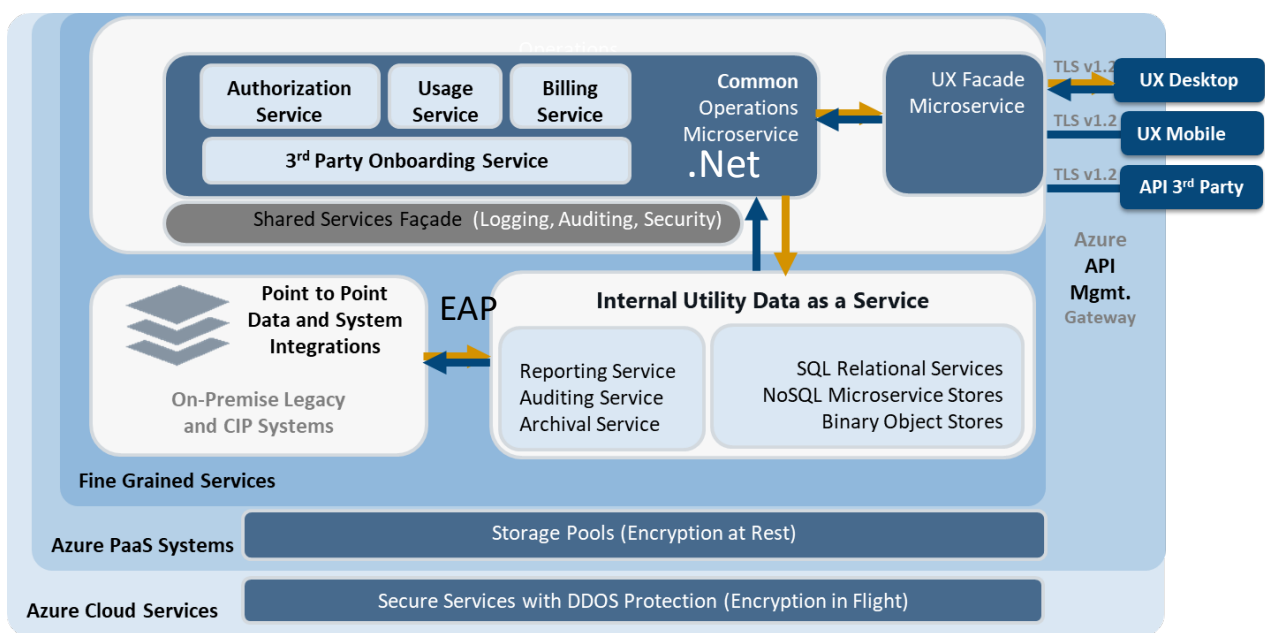 Operations
Authorization
Service
Usage
Service
Billing
Service
3rd Party Onboarding Service
Common
Operations
Microservice
.Net
UX Facade
Microservice
TLS v1.2
UX Desktop
TLS v1.2
UX Mobile
TLS v1.2
API 3rd Party
Shared Services Façade (Logging, Auditing, Security)
Azure
API
Mgmt.
Gateway
Point to Point
Data and System
Integrations
On-Premise Legacy
and CIP Systems
EAP
Internal Utility Data as a Service
Reporting Service
Auditing Service
Archival Service
SQL Relational Services
NoSQL Microservice Stores
Binary Object Stores
Fine Grained Services
Azure PaaS Systems
Storage Pools (Encryption at Rest)
Azure Cloud Services
Secure Services with DDOS Protection (Encryption in Flight)